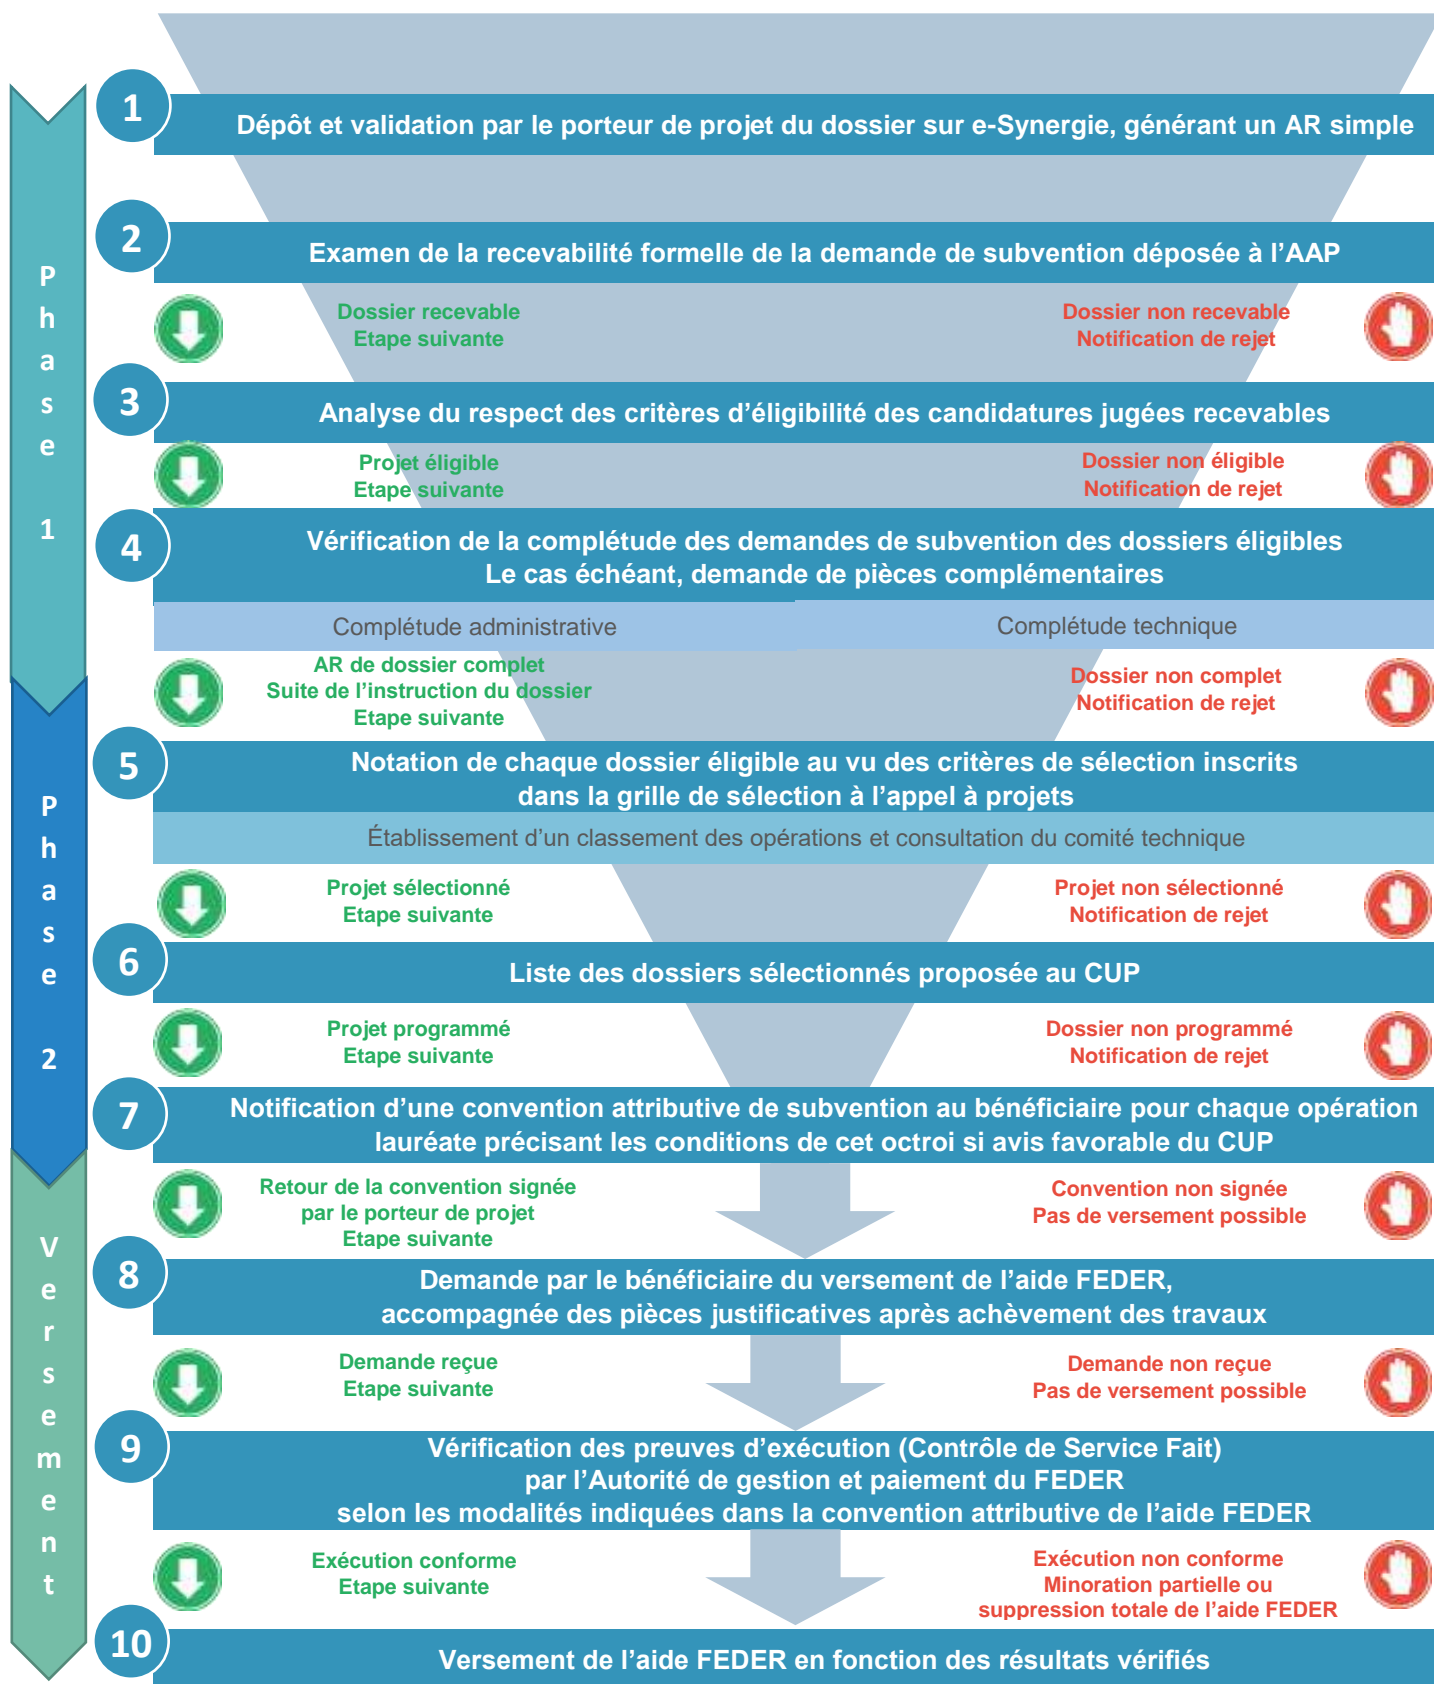 1
Dépôt et validation par le porteur de projet du dossier sur e-Synergie, générant un AR simple
Phase 1
2
Examen de la recevabilité formelle de la demande de subvention déposée à l’AAP
Dossier recevable
Etape suivante
Dossier non recevable
Notification de rejet
3
Analyse du respect des critères d’éligibilité des candidatures jugées recevables
Projet éligible
Etape suivante
Dossier non éligible
Notification de rejet
4
Vérification de la complétude des demandes de subvention des dossiers éligibles
Le cas échéant, demande de pièces complémentaires
Complétude administrative
Complétude technique
AR de dossier complet
Suite de l’instruction du dossier
Etape suivante
Dossier non complet
Notification de rejet
Phase 2
5
Notation de chaque dossier éligible au vu des critères de sélection inscrits
dans la grille de sélection à l’appel à projets
Établissement d’un classement des opérations et consultation du comité technique
Projet sélectionné
Etape suivante
Projet non sélectionné
Notification de rejet
6
Liste des dossiers sélectionnés proposée au CUP
Projet programmé
Etape suivante
Dossier non programmé
Notification de rejet
7
Notification d’une convention attributive de subvention au bénéficiaire pour chaque opération
lauréate précisant les conditions de cet octroi si avis favorable du CUP
Retour de la convention signée
par le porteur de projet
Etape suivante
Convention non signée
Pas de versement possible
Versement
8
Demande par le bénéficiaire du versement de l’aide FEDER,
accompagnée des pièces justificatives après achèvement des travaux
Demande reçue
Etape suivante
Demande non reçue
Pas de versement possible
9
Vérification des preuves d’exécution (Contrôle de Service Fait)
par l’Autorité de gestion et paiement du FEDER
selon les modalités indiquées dans la convention attributive de l’aide FEDER
Exécution conforme
Etape suivante
Exécution non conforme
Minoration partielle ou
suppression totale de l’aide FEDER
10
Versement de l’aide FEDER en fonction des résultats vérifiés